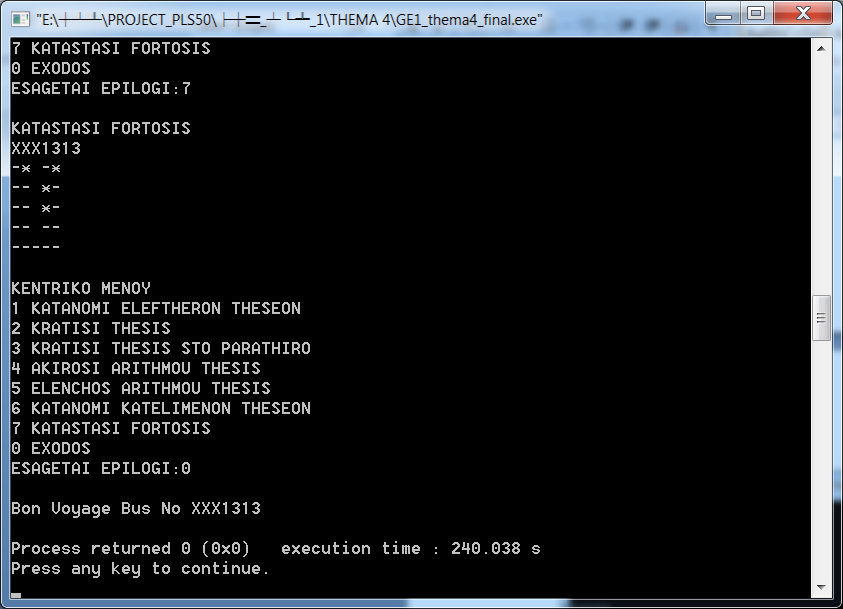 "E:\┼┴┴╨\PROJECT_PLS50\ ├┼══_┴ └╩_1\THEMA 4\GE1_thema4_final.exe"
7 KATASTASI FORTOSIS
0 EXODOS
ESAGETAI EPILOGI:7
KATASTASI FORTOSIS
XXX1313
-* -*
-- *-
-- *-
-- --
-----
KENTRIKO MENOY
1 KATANOMI ELEFTHERON THESEON
2 KRATISI THESIS
3 KRATISI THESIS STO PARATHIRO
4 AKIROSI ARITHMOU THESIS
5 ELENCHOS ARITHMOU THESIS
6 KATANOMI KATELIMENON THESEON
7 KATASTASI FORTOSIS
0 EXODOS
ESAGETAI EPILOGI:0
Bon Voyage Bus No XXX1313
Process returned 0 (0x0)   execution time : 240.038 s
Press any key to continue.